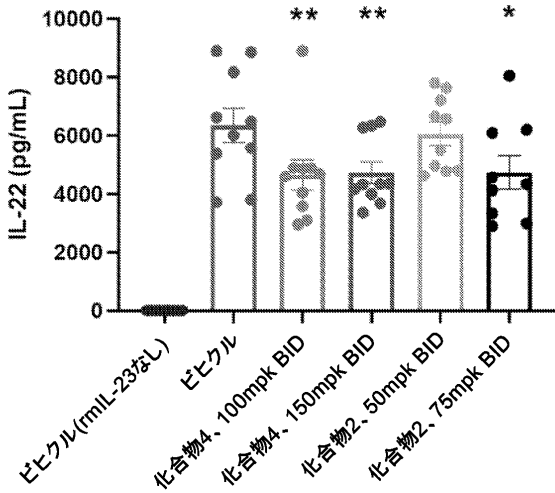 ** ** *
10000
8000
6000
4000
2000
0
IL-22 (pg/mL)
ビヒクル(rmIL-23なし)
ビヒクル
化合物4、100mpk BID
化合物4、150mpk BID
化合物2、50mpk BID
化合物2、75mpk BID